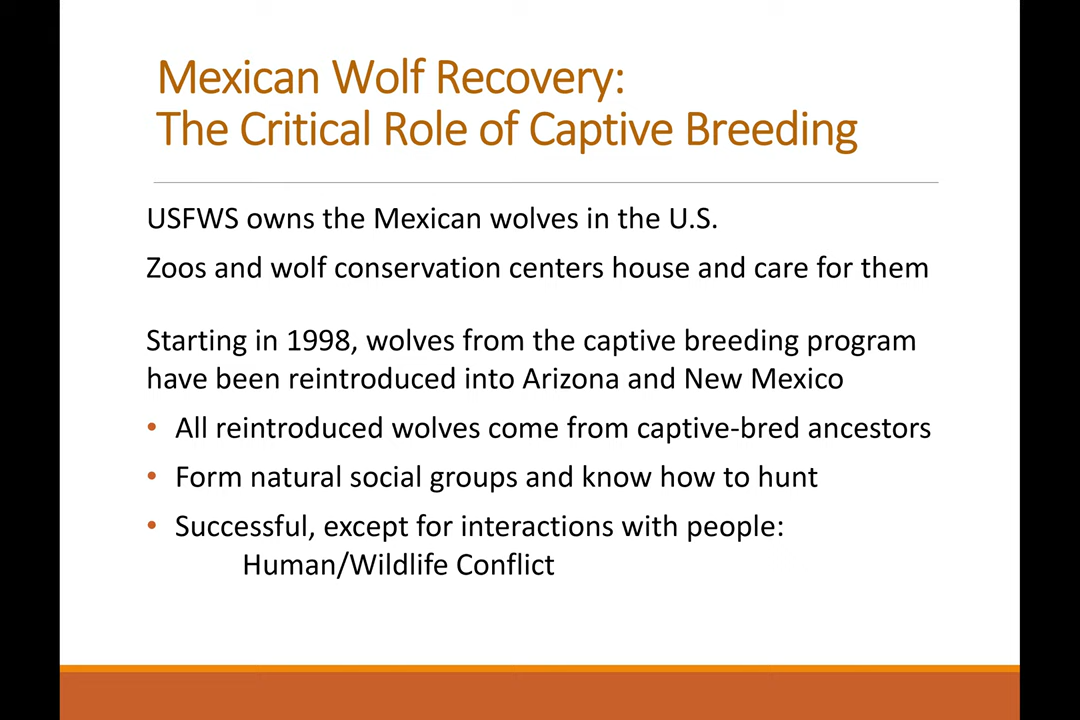 Mexican Wolf Recovery:
The Critical Role of Captive Breeding
USFWS owns the Mexican wolves in the U.S.
Zoos and wolf conservation centers house and care for them
Starting in 1998, wolves from the captive breeding program
have been reintroduced into Arizona and New Mexico
• All reintroduced wolves come from captive-bred ancestors
• Form natural social groups and know how to hunt
• Successful, except for interactions with people:
Human/Wildlife Conflict